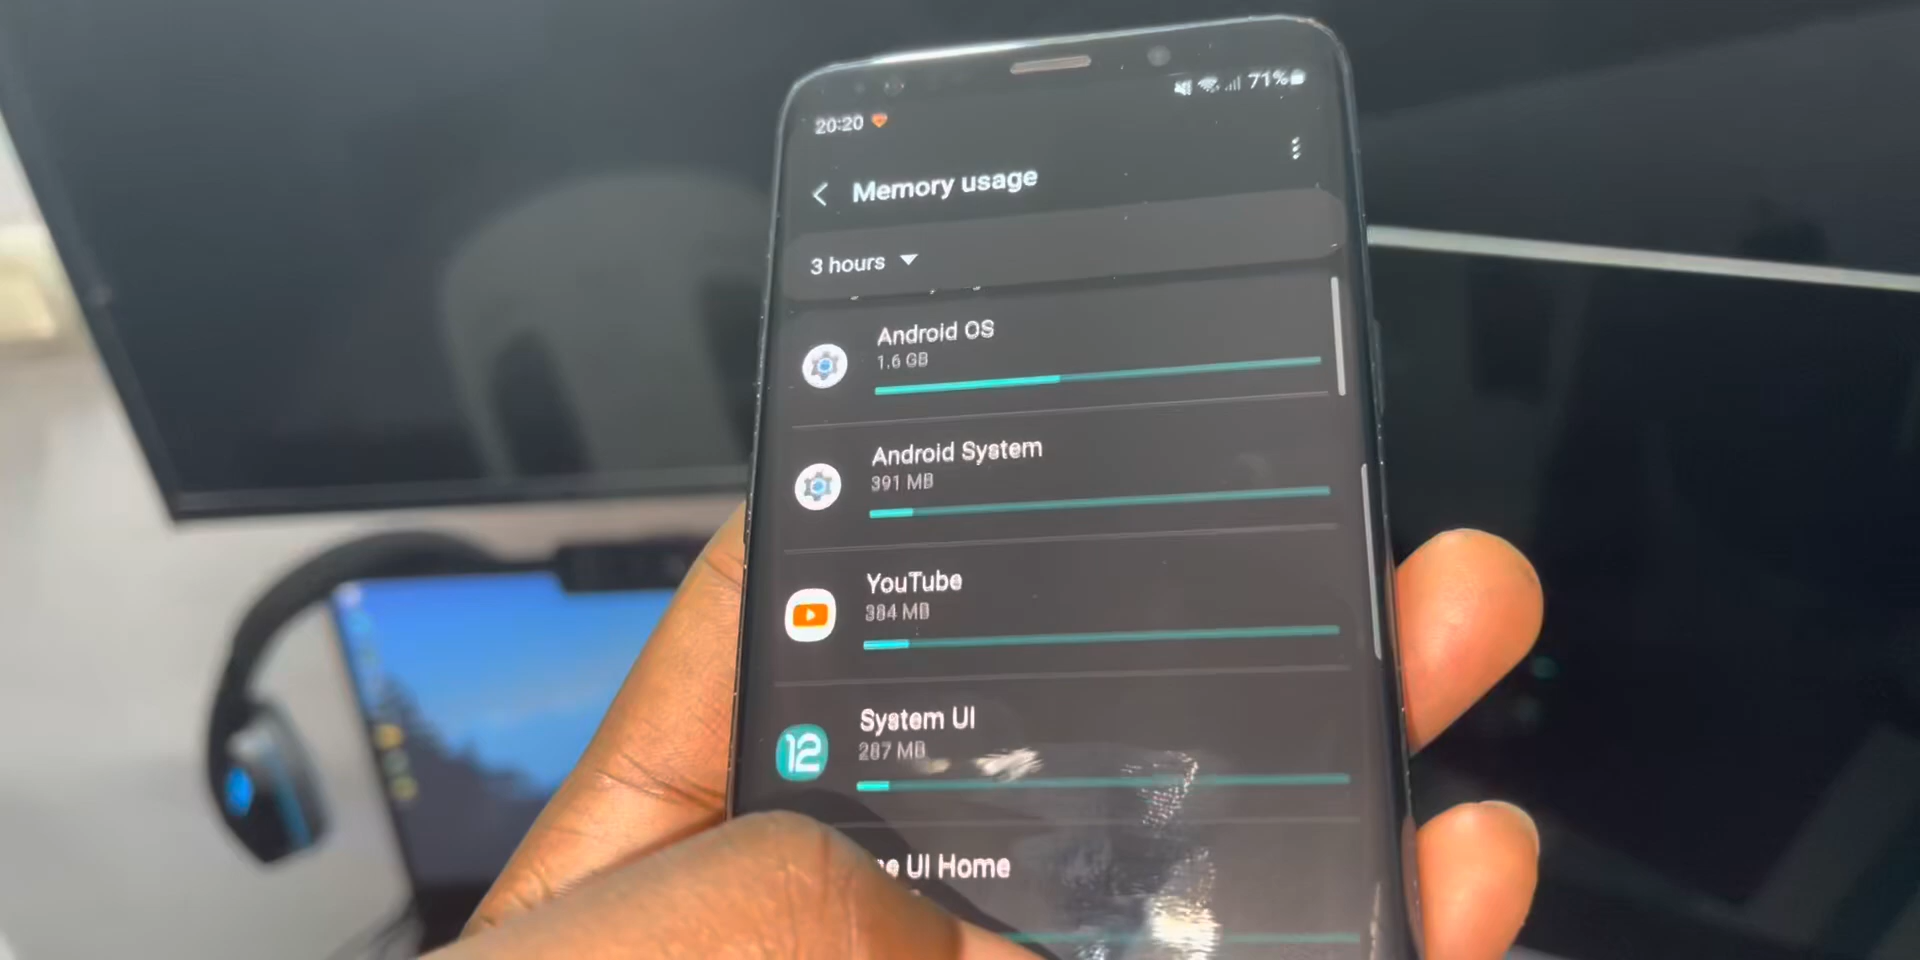 20:20
71%
Memory usage
3 hours
Android OS
1.6 GB
Android System
391 MB
YouTube
384 MB
System UI
287 MB
12
UI Home